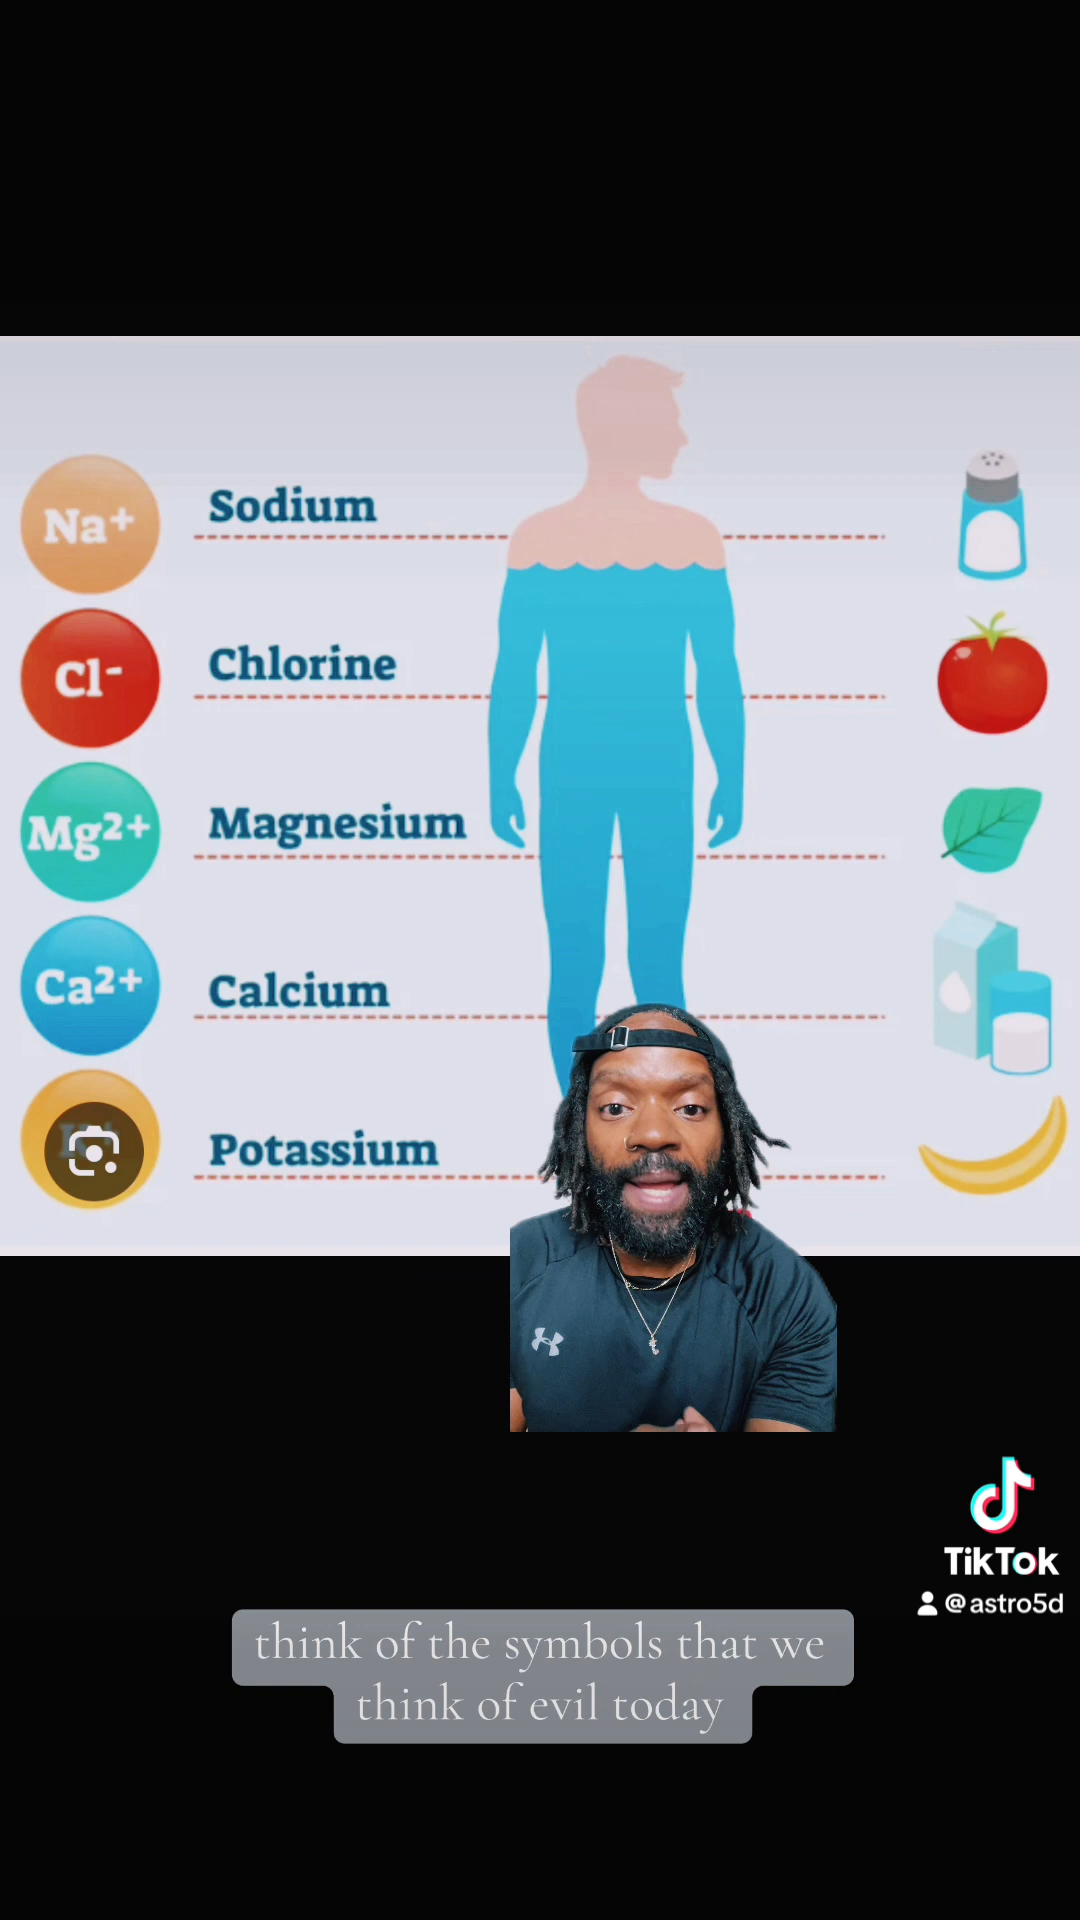 Na+
Sodium
Cl-
Chlorine
Mg2+
Magnesium
Ca2+
Calcium
Potassium
TikTok
@astro5d
think of the symbols that we
think of evil today